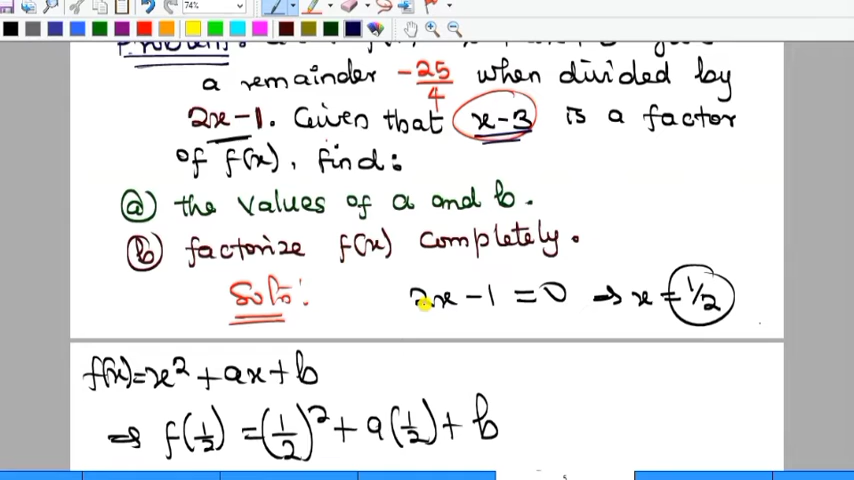 74%
a remainder -25/4 when divided by
2x-1. Given that x-3 is a factor
of f(x), find:
(a) the values of a and b.
(b) factorize f(x) completely.
Soln: 2x-1 = 0 ⇒ x = 1/2
f(x)=x²+ax+b
⇒ f(1/2) = (1/2)² + a(1/2) + b